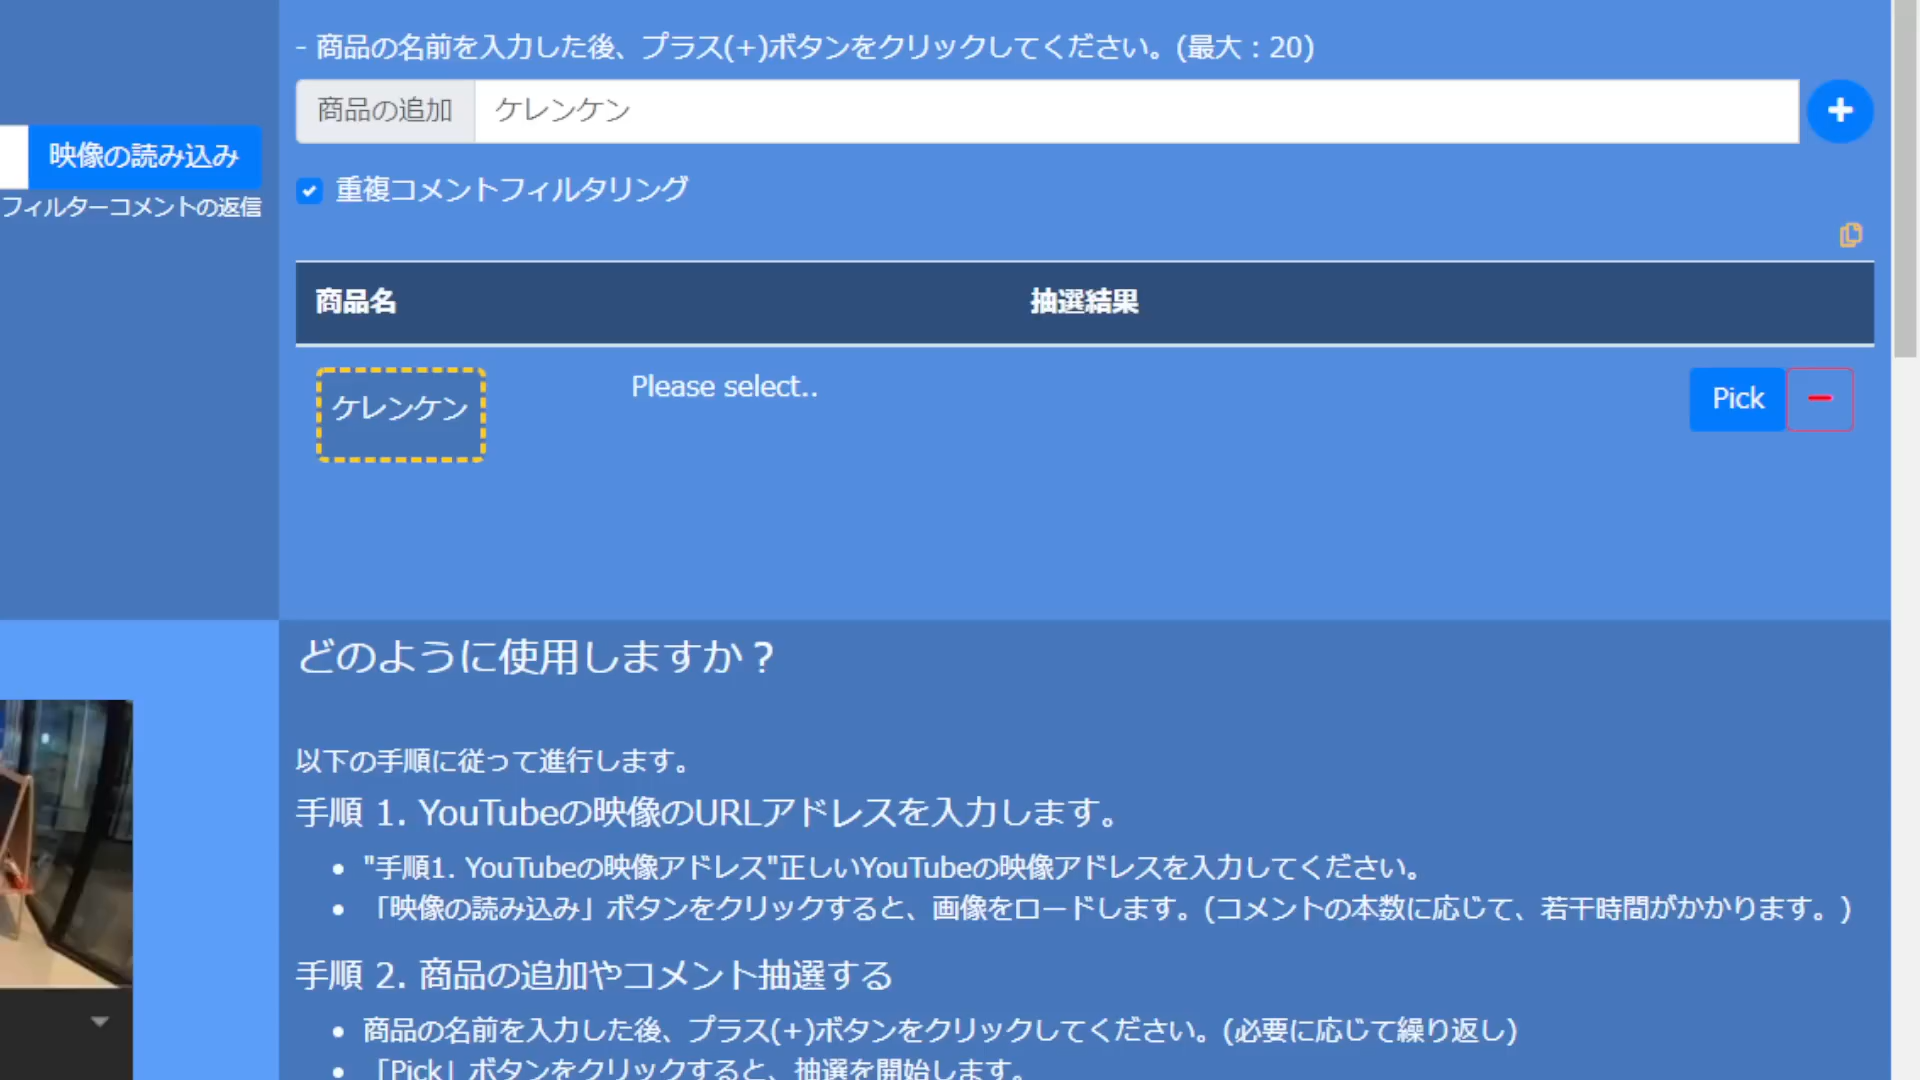 - 商品の名前を入力した後、プラス(+)ボタンをクリックしてください。(最大：20)
商品の追加 ケレンケン
映像の読み込み
フィルターコメントの返信
重複コメントフィルタリング
商品名 抽選結果
ケレンケン Please select.. Pick
どのように使用しますか？
以下の手順に従って進行します。
手順 1. YouTubeの映像のURLアドレスを入力します。
• "手順1. YouTubeの映像アドレス"正しいYouTubeの映像アドレスを入力してください。
• 「映像の読み込み」ボタンをクリックすると、画像をロードします。(コメントの本数に応じて、若干時間がかかります。)
手順 2. 商品の追加やコメント抽選する
• 商品の名前を入力した後、プラス(+)ボタンをクリックしてください。(必要に応じて繰り返し)
• 「Pick」ボタンをクリックすると、抽選を開始します。